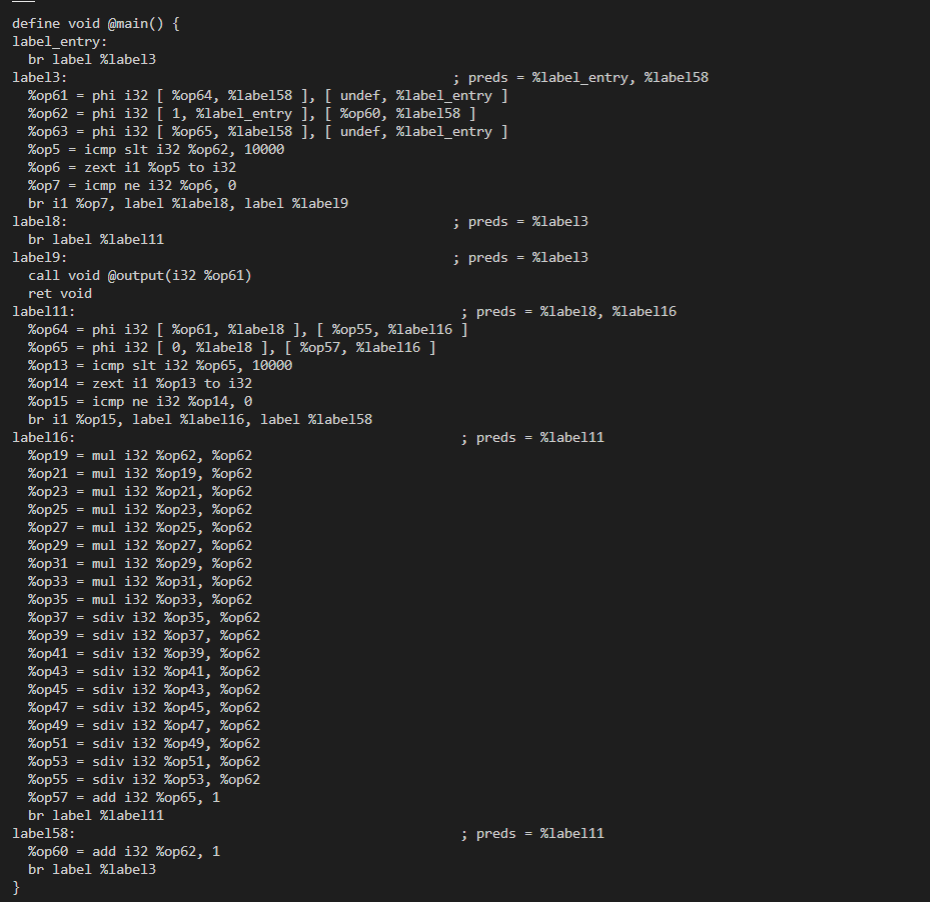 define void @main() {
label_entry:
  br label %label3
label3:                                                ; preds = %label_entry, %label58
  %op61 = phi i32 [ %op64, %label58 ], [ undef, %label_entry ]
  %op62 = phi i32 [ 1, %label_entry ], [ %op60, %label58 ]
  %op63 = phi i32 [ %op65, %label58 ], [ undef, %label_entry ]
  %op5 = icmp slt i32 %op62, 10000
  %op6 = zext i1 %op5 to i32
  %op7 = icmp ne i32 %op6, 0
  br i1 %op7, label %label8, label %label9
label8:                                                ; preds = %label3
  br label %label11
label9:                                                ; preds = %label3
  call void @output(i32 %op61)
  ret void
label11:                                                ; preds = %label8, %label16
  %op64 = phi i32 [ %op61, %label8 ], [ %op55, %label16 ]
  %op65 = phi i32 [ 0, %label8 ], [ %op57, %label16 ]
  %op13 = icmp slt i32 %op65, 10000
  %op14 = zext i1 %op13 to i32
  %op15 = icmp ne i32 %op14, 0
  br i1 %op15, label %label16, label %label58
label16:                                                ; preds = %label11
  %op19 = mul i32 %op62, %op62
  %op21 = mul i32 %op19, %op62
  %op23 = mul i32 %op21, %op62
  %op25 = mul i32 %op23, %op62
  %op27 = mul i32 %op25, %op62
  %op29 = mul i32 %op27, %op62
  %op31 = mul i32 %op29, %op62
  %op33 = mul i32 %op31, %op62
  %op35 = mul i32 %op33, %op62
  %op37 = sdiv i32 %op35, %op62
  %op39 = sdiv i32 %op37, %op62
  %op41 = sdiv i32 %op39, %op62
  %op43 = sdiv i32 %op41, %op62
  %op45 = sdiv i32 %op43, %op62
  %op47 = sdiv i32 %op45, %op62
  %op49 = sdiv i32 %op47, %op62
  %op51 = sdiv i32 %op49, %op62
  %op53 = sdiv i32 %op51, %op62
  %op55 = sdiv i32 %op53, %op62
  %op57 = add i32 %op65, 1
  br label %label11
label58:                                                ; preds = %label11
  %op60 = add i32 %op62, 1
  br label %label3
}